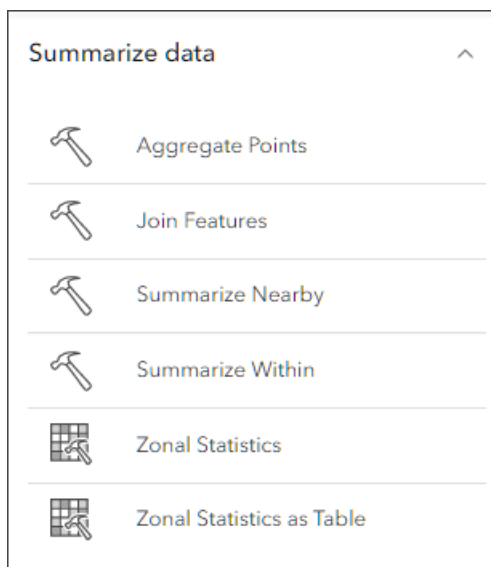 Summarize data
Aggregate Points
Join Features
Summarize Nearby
Summarize Within
Zonal Statistics
Zonal Statistics as Table